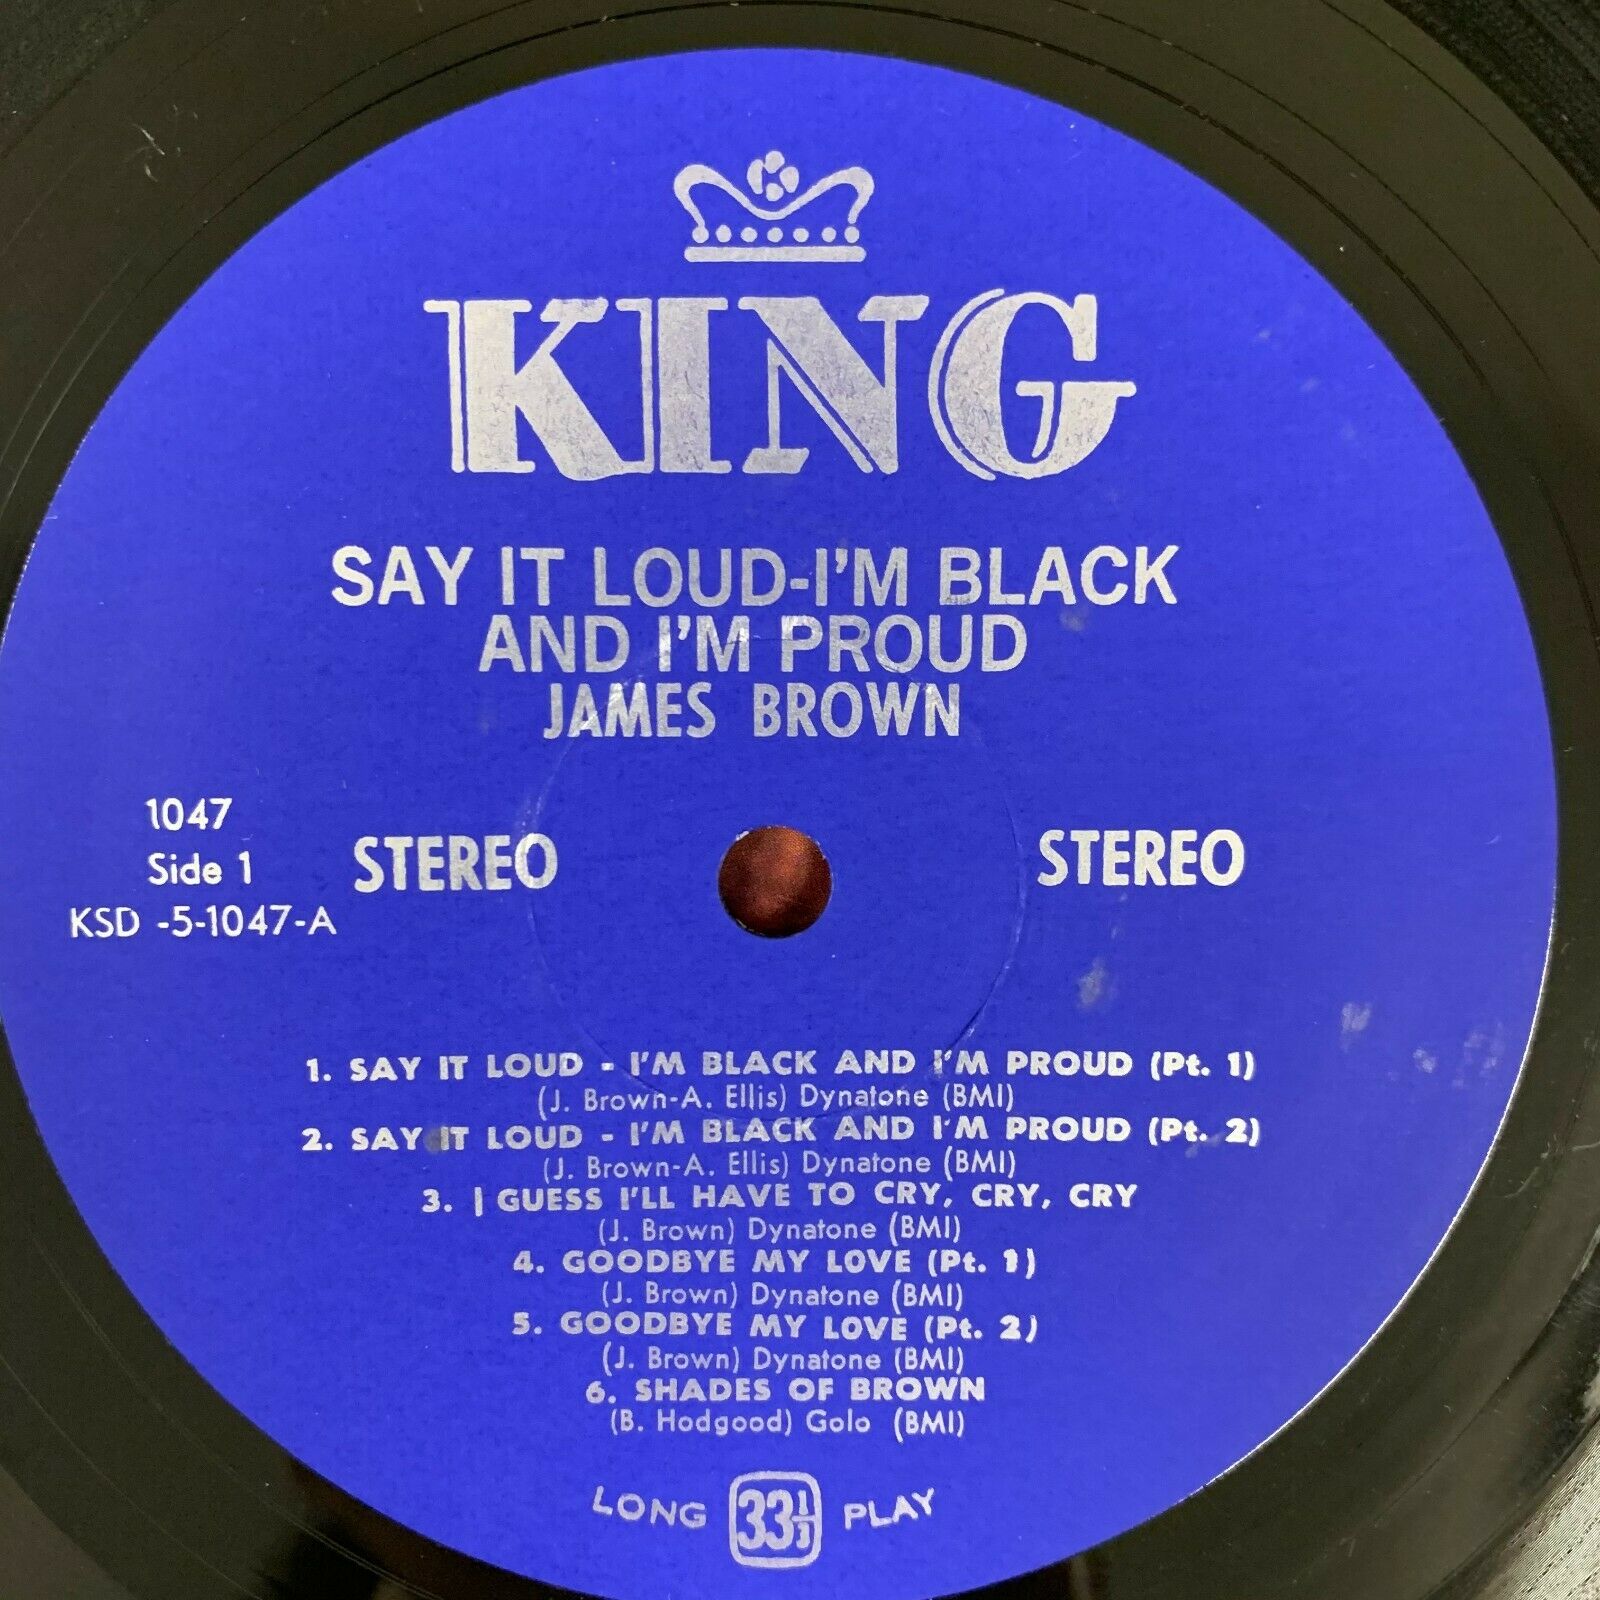 KING
SAY IT LOUD-I'M BLACK
AND I'M PROUD
JAMES BROWN
1047
Side 1
KSD -5-1047-A
STEREO
STEREO
1. SAY IT LOUD - I'M BLACK AND I'M PROUD (Pt. 1)
(J. Brown-A. Ellis) Dynatone (BMI)
2. SAY IT LOUD - I'M BLACK AND I'M PROUD (Pt. 2)
(J. Brown-A. Ellis) Dynatone (BMI)
3. I GUESS I'LL HAVE TO CRY, CRY, CRY
(J. Brown) Dynatone (BMI)
4. GOODBYE MY LOVE (Pt. 1)
(J. Brown) Dynatone (BMI)
5. GOODBYE MY LOVE (Pt. 2)
(J. Brown) Dynatone (BMI)
6. SHADES OF BROWN
(B. Hodgood) Golo (BMI)
LONG 33 1/3 PLAY